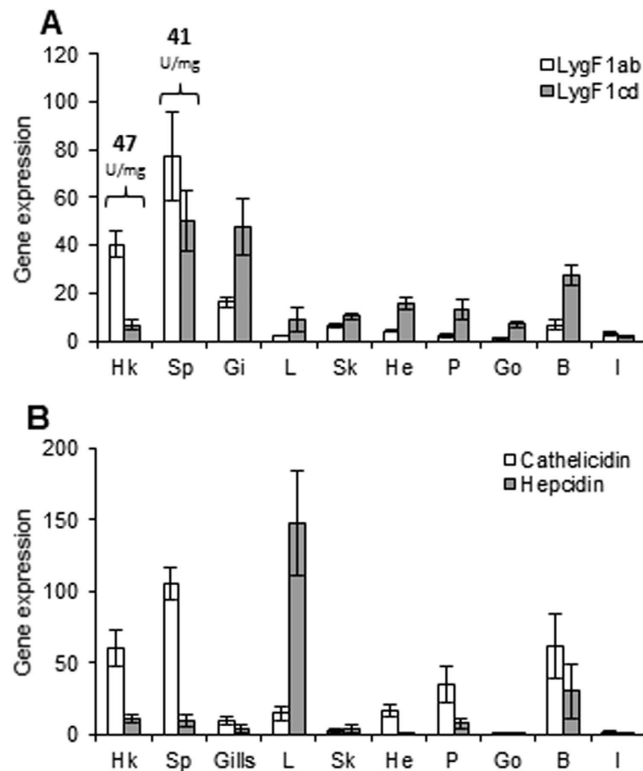 A
41
U/mg
47
U/mg
LygF1ab
LygF1cd
Gene expression
120
100
80
60
40
20
0
Hk Sp Gi L Sk He P Go B I
B
Cathelicidin
Hepcidin
Gene expression
200
150
100
50
0
Hk Sp Gills L Sk He P Go B I